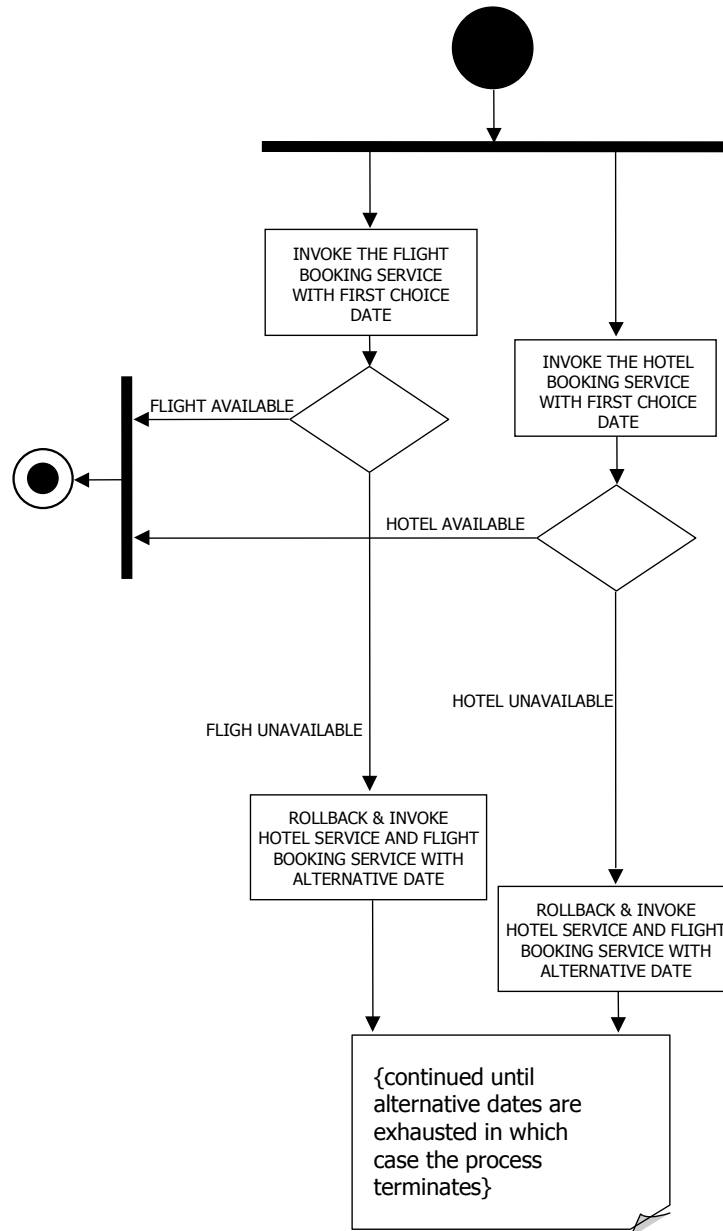 INVOKE THE FLIGHT
BOOKING SERVICE
WITH FIRST CHOICE
DATE
INVOKE THE HOTEL
BOOKING SERVICE
WITH FIRST CHOICE
DATE
FLIGHT AVAILABLE
HOTEL AVAILABLE
HOTEL UNAVAILABLE
FLIGH UNAVAILABLE
ROLLBACK & INVOKE
HOTEL SERVICE AND FLIGHT
BOOKING SERVICE WITH
ALTERNATIVE DATE
ROLLBACK & INVOKE
HOTEL SERVICE AND FLIGHT
BOOKING SERVICE WITH
ALTERNATIVE DATE
{continued until
alternative dates are
exhausted in which
case the process
terminates}